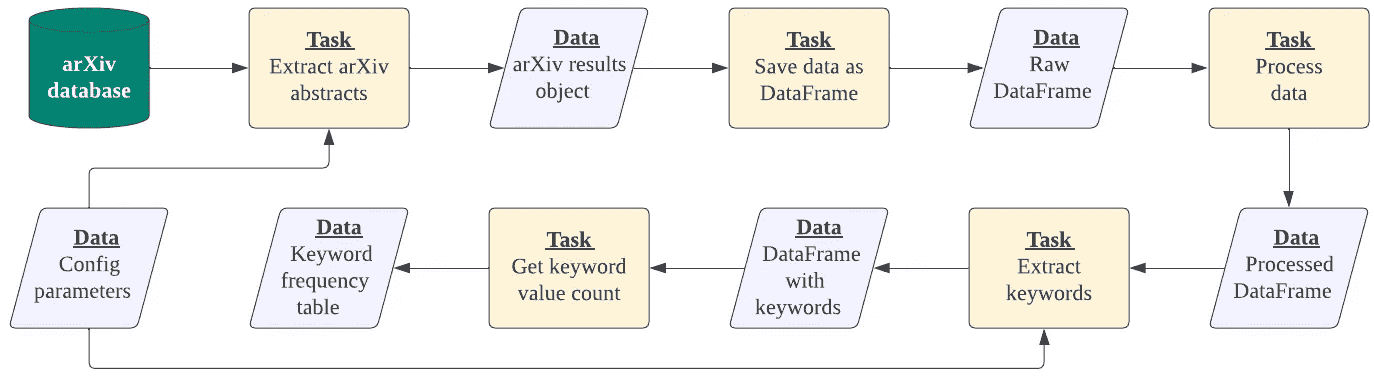 arXiv
database
Task
Extract arXiv
abstracts
Data
arXiv results
object
Task
Save data as
DataFrame
Data
Raw
DataFrame
Task
Process
data
Data
Config
parameters
Data
Keyword
frequency
table
Task
Get keyword
value count
Data
DataFrame
with
keywords
Task
Extract
keywords
Data
Processed
DataFrame